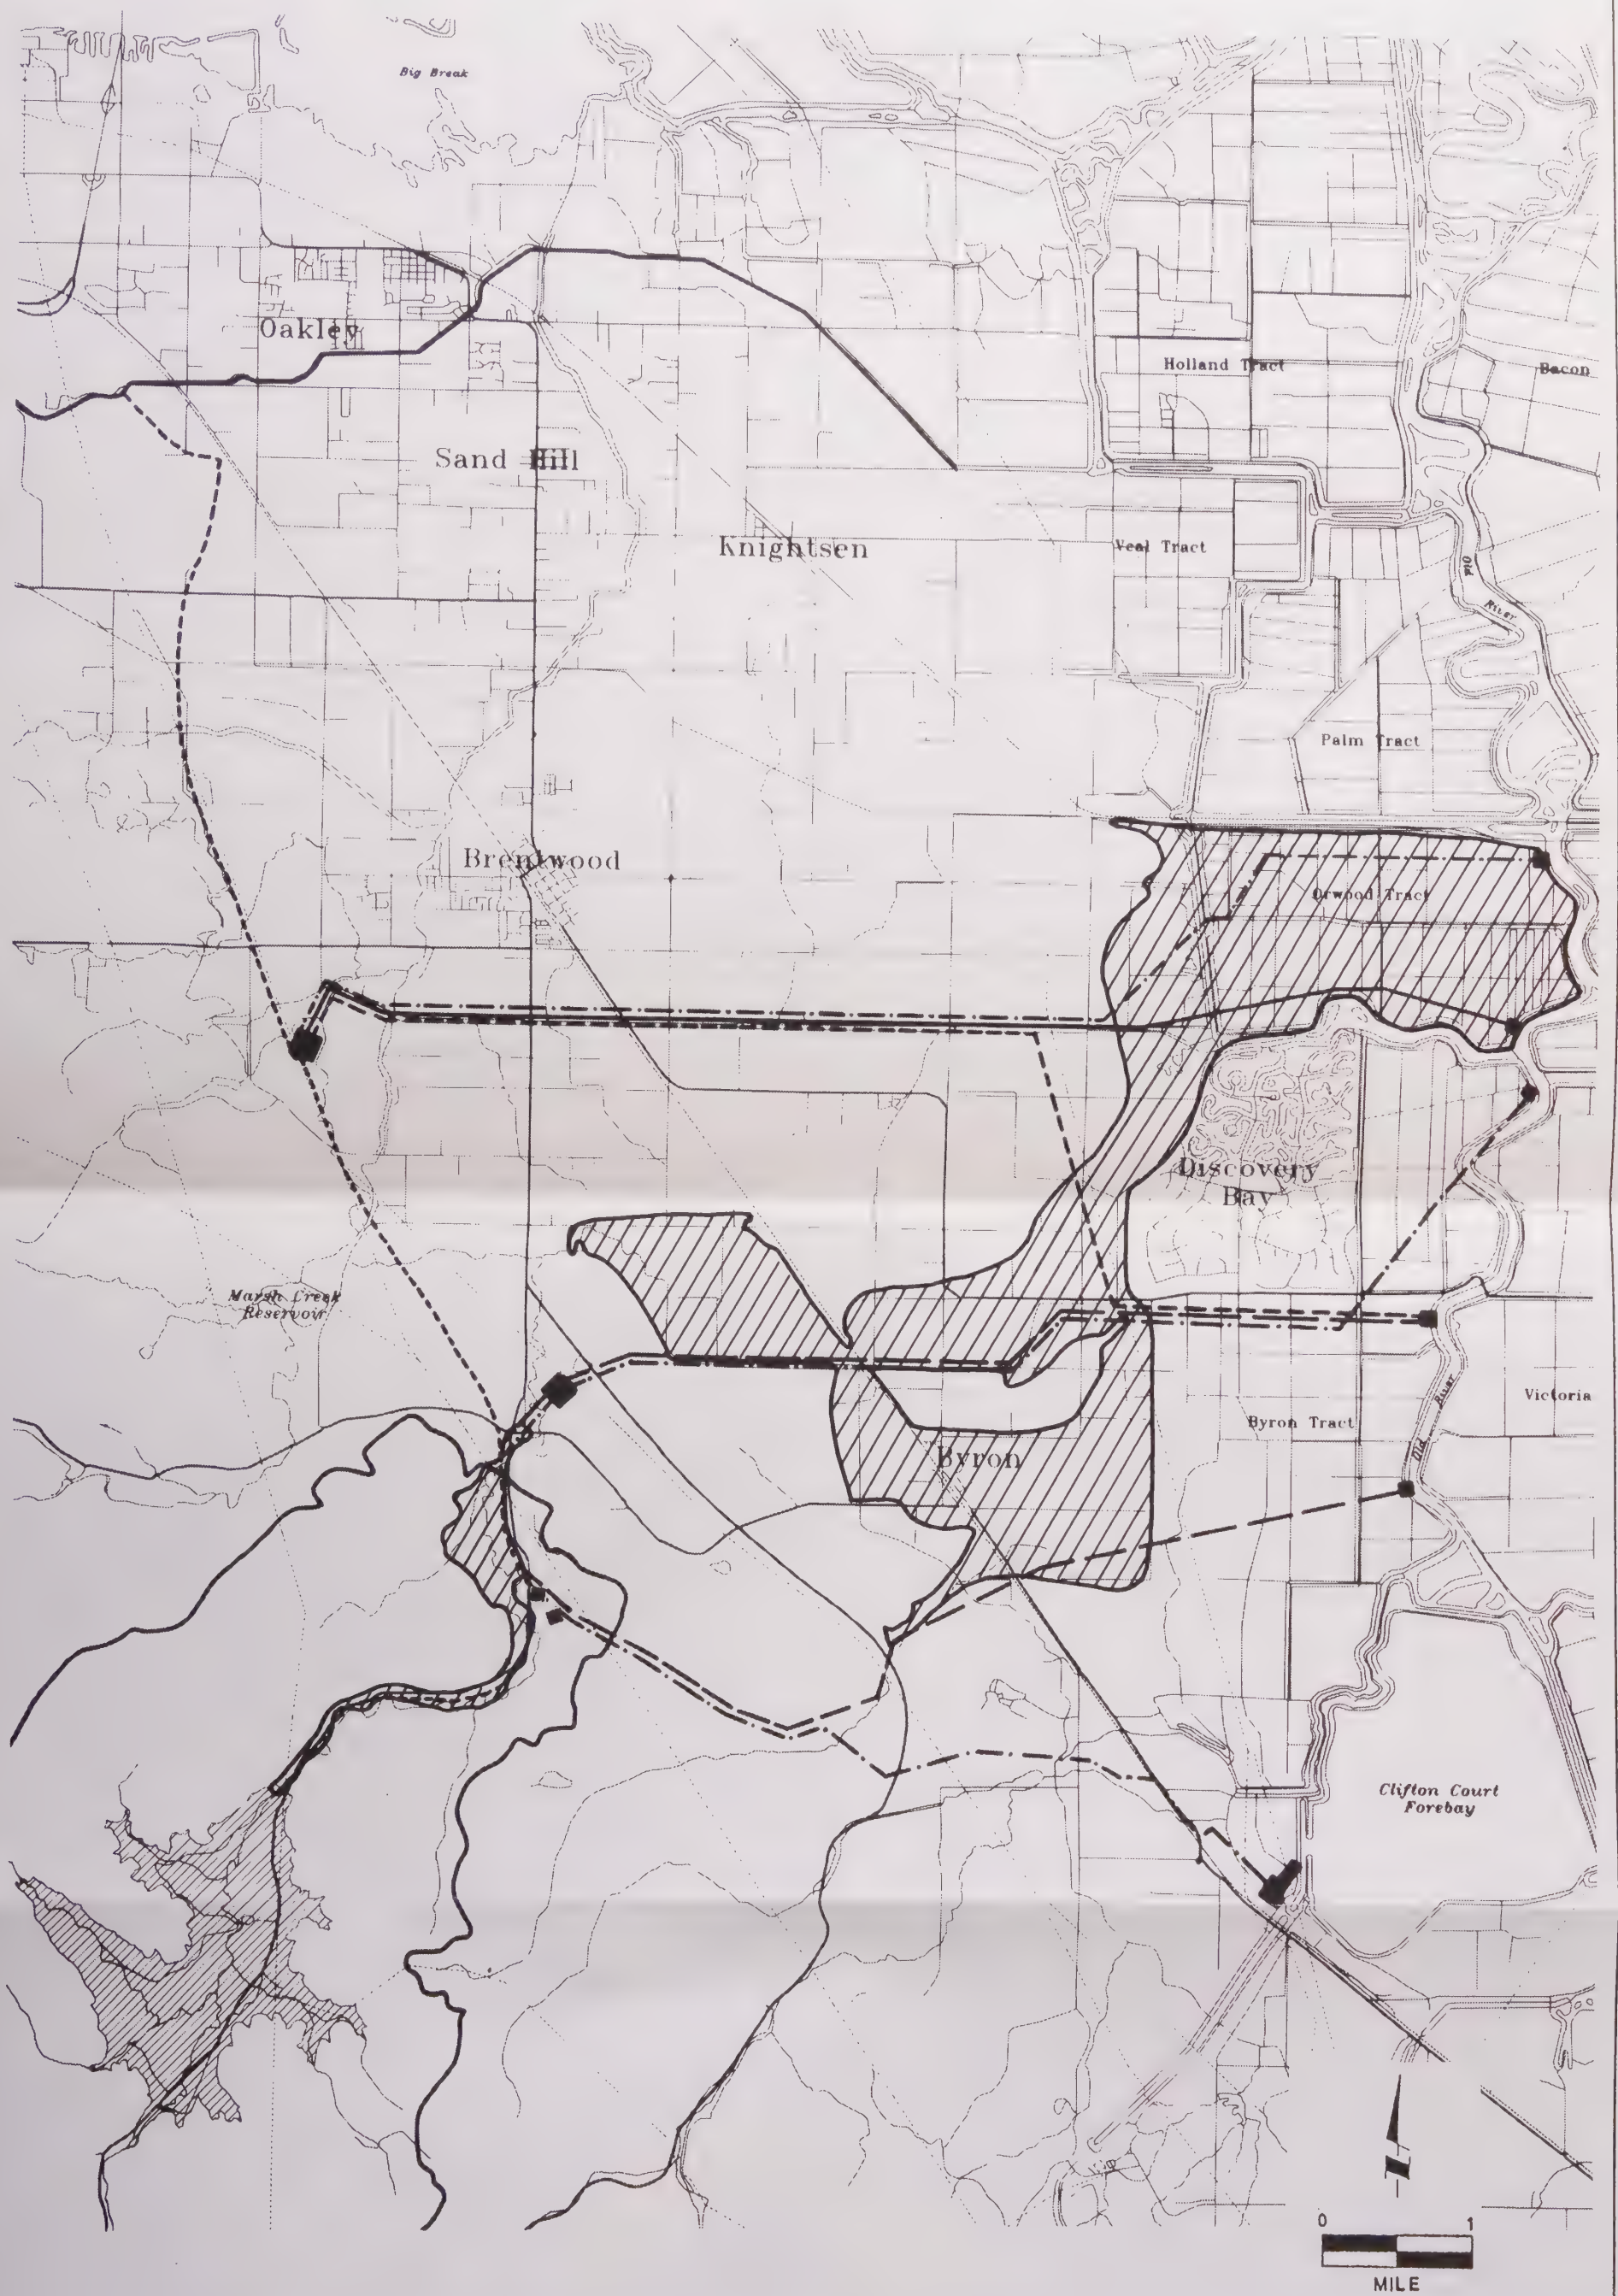 Big Break
Oakley
Holland Tract
Bacon
Sand Hill
Knightsen
Veal Tract
Old
River
Palm Tract
Brentwood
Orwood Tract
Discovery
Bay
Marsh Creek
Reservoir
Victoria
Byron Tract
River
Old
Byron
Clifton Court
Forebay
N
0 1
MILE